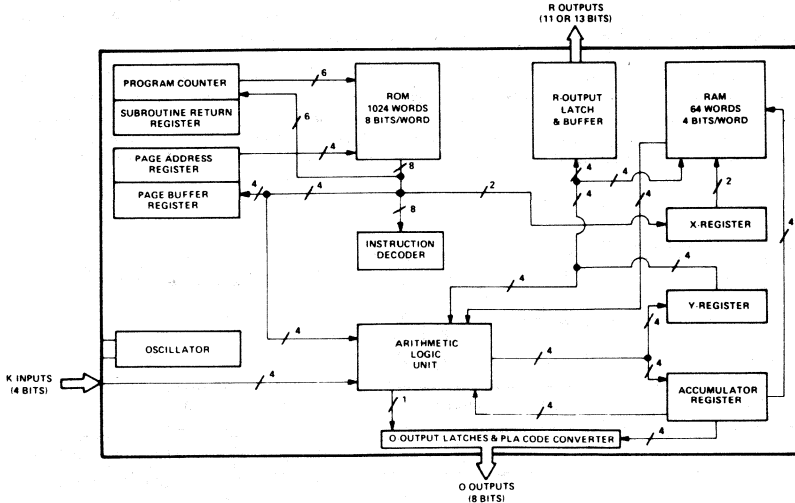 R OUTPUTS
(11 OR 13 BITS)
PROGRAM COUNTER
SUBROUTINE RETURN
REGISTER
6
6
ROM
1024 WORDS
8 BITS/WORD
R-OUTPUT
LATCH
& BUFFER
RAM
64 WORDS
4 BITS/WORD
PAGE ADDRESS
REGISTER
PAGE BUFFER
REGISTER
4
4
4
8
8
2
4
4
4
4
2
4
X-REGISTER
INSTRUCTION
DECODER
4
4
Y-REGISTER
OSCILLATOR
4
ARITHMETIC
LOGIC
UNIT
4
4
4
K INPUTS
(4 BITS)
4
ACCUMULATOR
REGISTER
1
4
4
O OUTPUT LATCHES & PLA CODE CONVERTER
O OUTPUTS
(8 BITS)